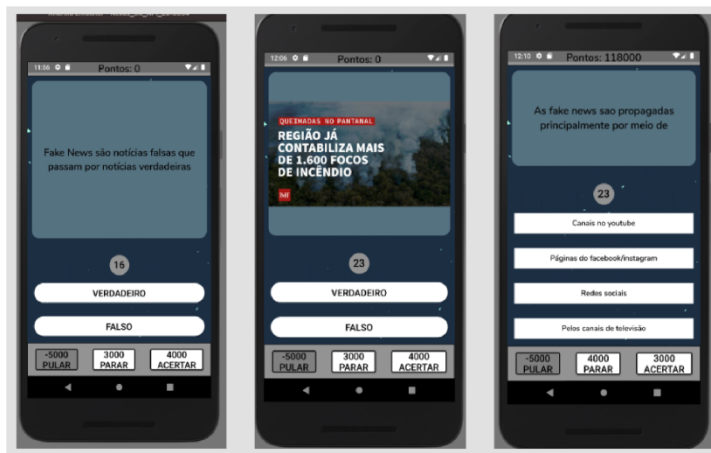 11:56
Pontos: 0
Fake News são notícias falsas que
passam por notícias verdadeiras
16
VERDADEIRO
FALSO
-5000
PULAR
3000
PARAR
4000
ACERTAR
12:06
Pontos: 0
QUEIMADAS NO PANTANAL
REGIÃO JÁ
CONTABILIZA MAIS
DE 1.600 FOCOS
DE INCÊNDIO
MF
23
VERDADEIRO
FALSO
-5000
PULAR
3000
PARAR
4000
ACERTAR
12:10
Pontos: 118000
As fake news sao propagadas
principalmente por meio de
23
Canais no youtube
Páginas do facebook/instagram
Redes sociais
Pelos canais de televisão
-5000
PULAR
4000
PARAR
3000
ACERTAR